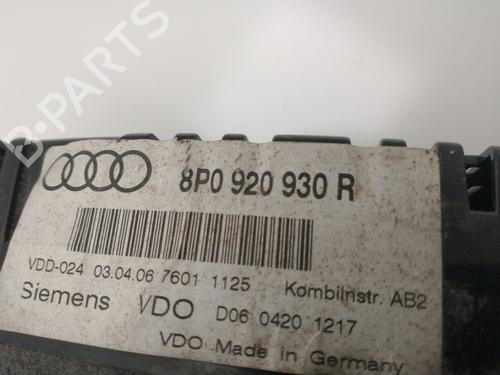 8P0 920 930 R
VDD-024 03.04.06 7601 1125 Kombiinstr. AB2
Siemens VDO D06 0420 1217
VDO Made in Germany